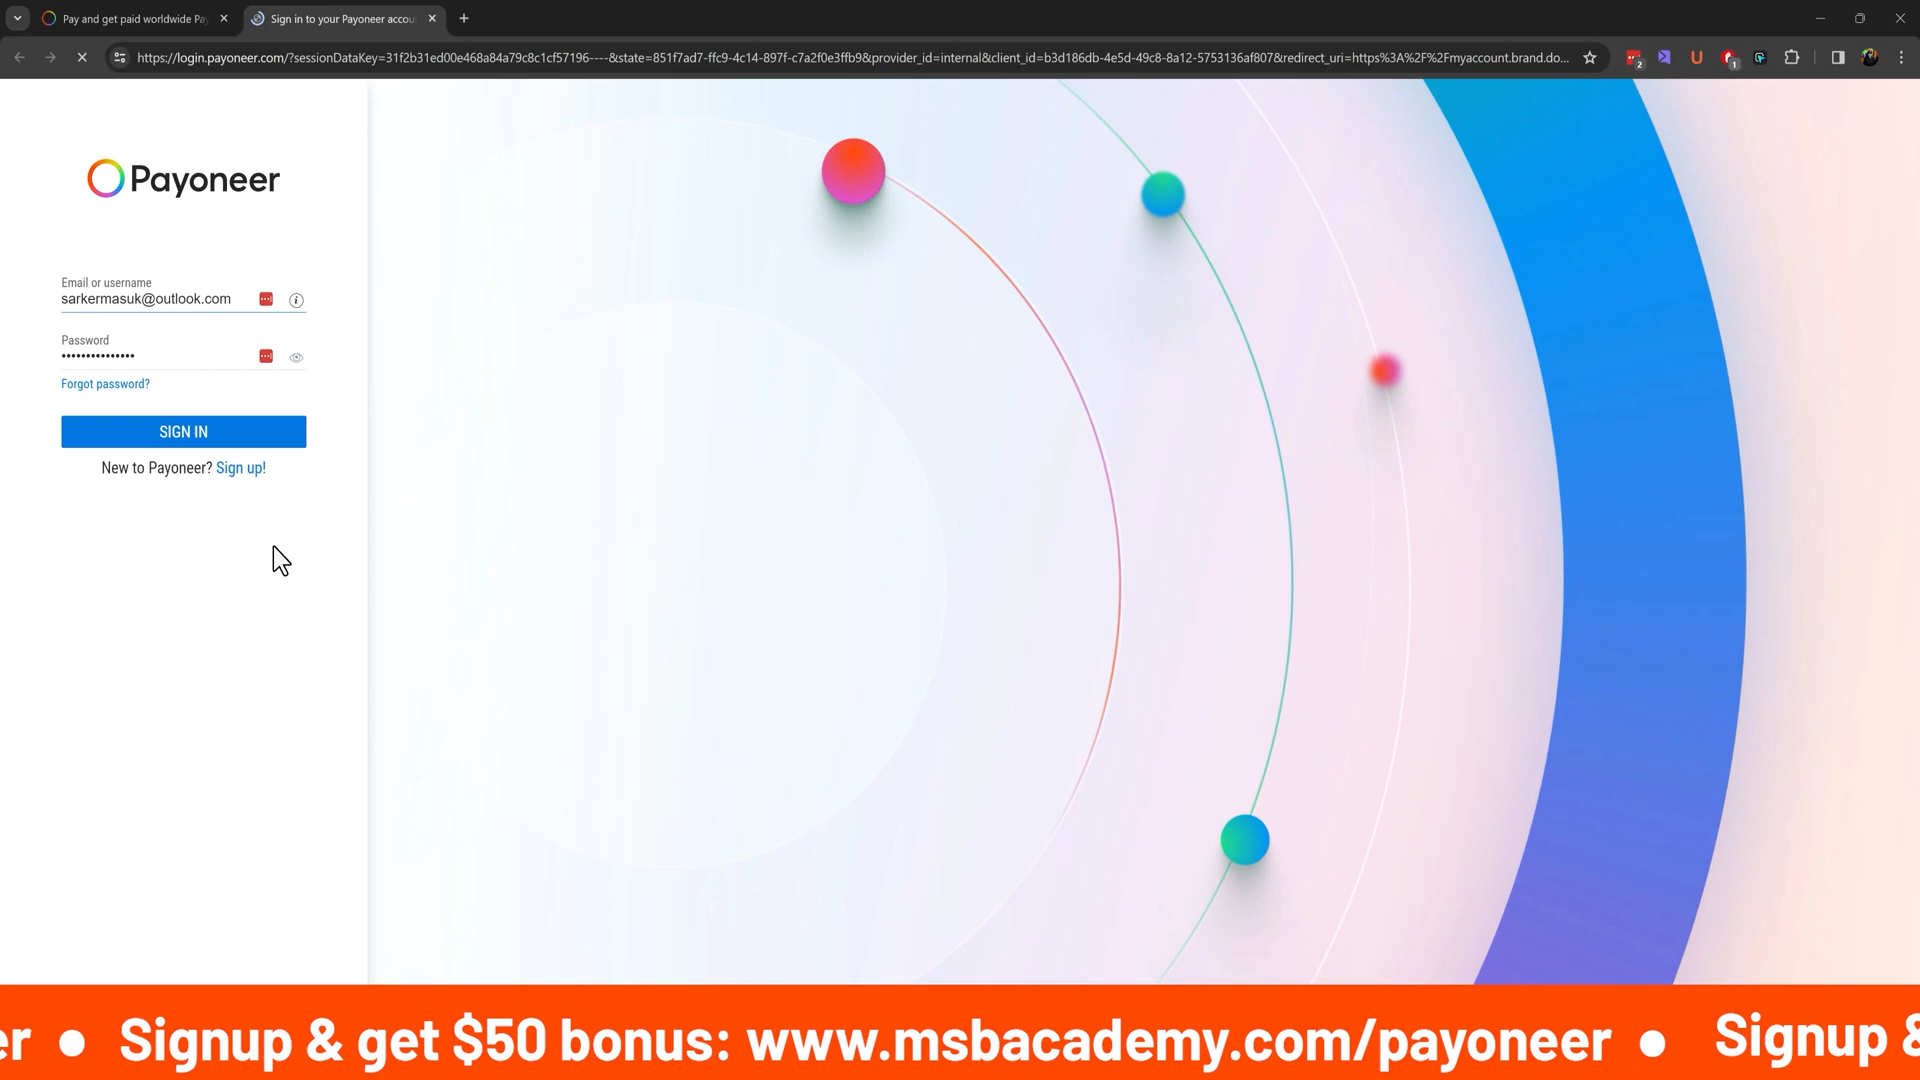 Pay and get paid worldwide Pay
Sign in to your Payoneer accou
https://login.payoneer.com/?sessionDataKey=31f2b31ed00e468a84a79c8c1cf57196----&state=851f7ad7-ffc9-4c14-897f-c7a2f0e3ffb9&provider_id=internal&client_id=b3d186db-4e5d-49c8-8a12-5753136af807&redirect_uri=https%3A%2F%2Fmyaccount.brand.do...
2
U
1
Payoneer
Email or username
sarkermasuk@outlook.com
Password
•••••••••••••••
Forgot password?
SIGN IN
New to Payoneer? Sign up!
er ● Signup & get $50 bonus: www.msbacademy.com/payoneer ● Signup &